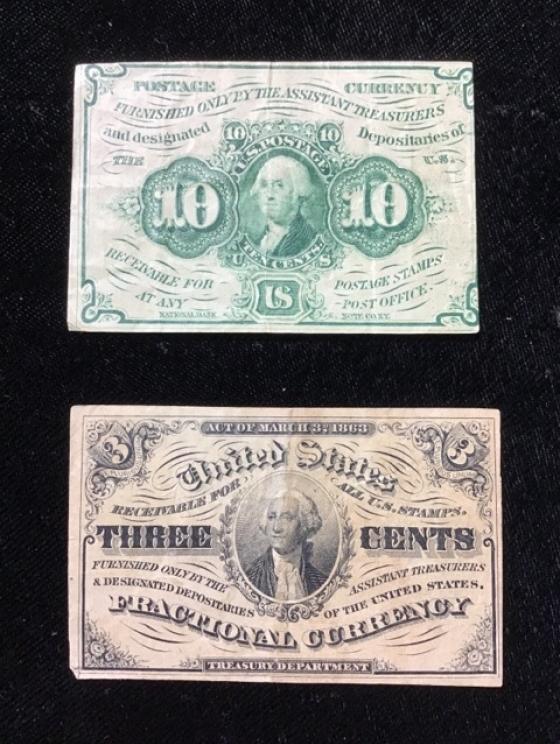 POSTAGE CURRENCY
FURNISHED ONLY BY THE ASSISTANT TREASURERS
and designated Depositaries of
THE U.S.
10 10
U.S. POSTAGE
10 10
TEN CENTS
U S
RECEIVABLE FOR POSTAGE STAMPS
AT ANY US POST OFFICE.
NATIONAL BANK NOTE CO. N.Y.
ACT OF MARCH 3, 1863
3 3
United States
RECEIVABLE FOR ALL U.S. STAMPS.
THREE CENTS
FURNISHED ONLY BY THE ASSISTANT TREASURERS
& DESIGNATED DEPOSITARIES OF THE UNITED STATES.
FRACTIONAL CURRENCY
TREASURY DEPARTMENT